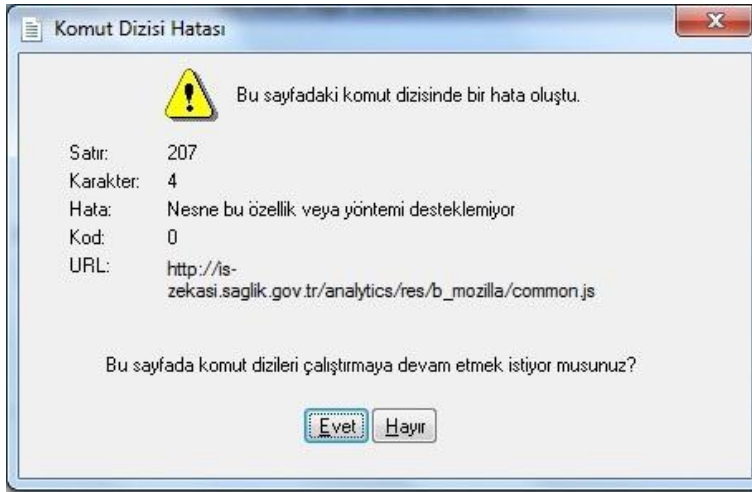 Komut Dizisi Hatası
Bu sayfadaki komut dizisinde bir hata oluştu.
Satır: 207
Karakter: 4
Hata: Nesne bu özellik veya yöntemi desteklemiyor
Kod: 0
URL: http://is-
zekasi.saglik.gov.tr/analytics/res/b_mozilla/common.js
Bu sayfada komut dizileri çalıştırmaya devam etmek istiyor musunuz?
Evet Hayır